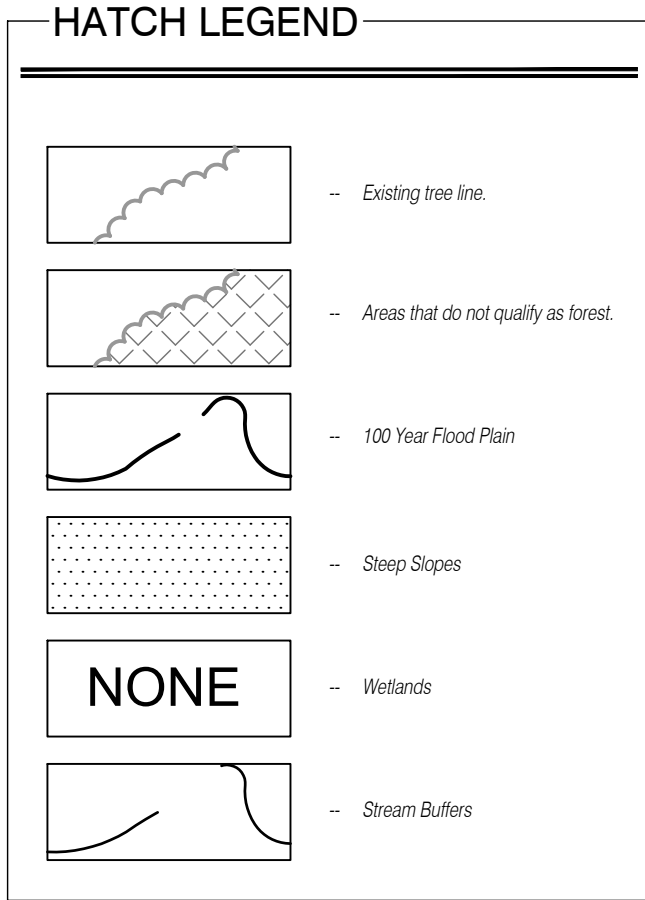 HATCH LEGEND
-- Existing tree line.
-- Areas that do not qualify as forest.
-- 100 Year Flood Plain
-- Steep Slopes
NONE -- Wetlands
-- Stream Buffers